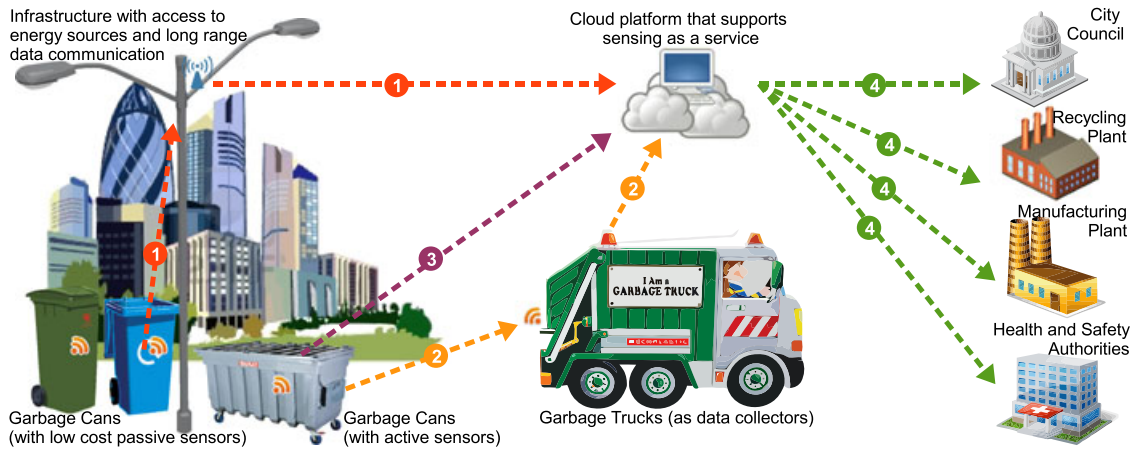 Infrastructure with access to
energy sources and long range
data communication
Cloud platform that supports
sensing as a service
City
Council
1
4
Recycling
Plant
4
2
4
Manufacturing
Plant
4
1
3
I Am a
GARBAGE TRUCK
2
Health and Safety
Authorities
Garbage Cans
(with low cost passive sensors)
Garbage Cans
(with active sensors)
Garbage Trucks (as data collectors)